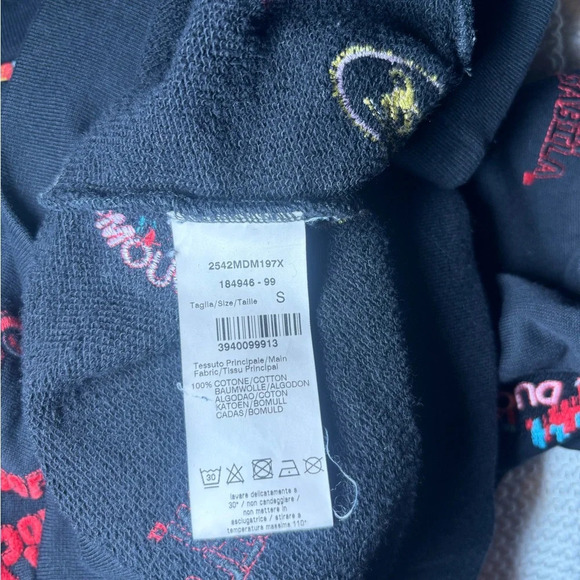 2542MDM197X
184946 - 99
Taglia/Size/Taille S
3940099913
Tessuto Principale/Main
Fabric/Tissu Principal
100% COTONE/COTTON
BAUMWOLLE/ALGODON
ALGODAO/COTON
KATOEN/BOMULL
CADAS/BOMULD
30
lavare delicatamente a
30° / non candeggiare /
non mettere in
asciugatrice / stirare a
temperatura massima 110°